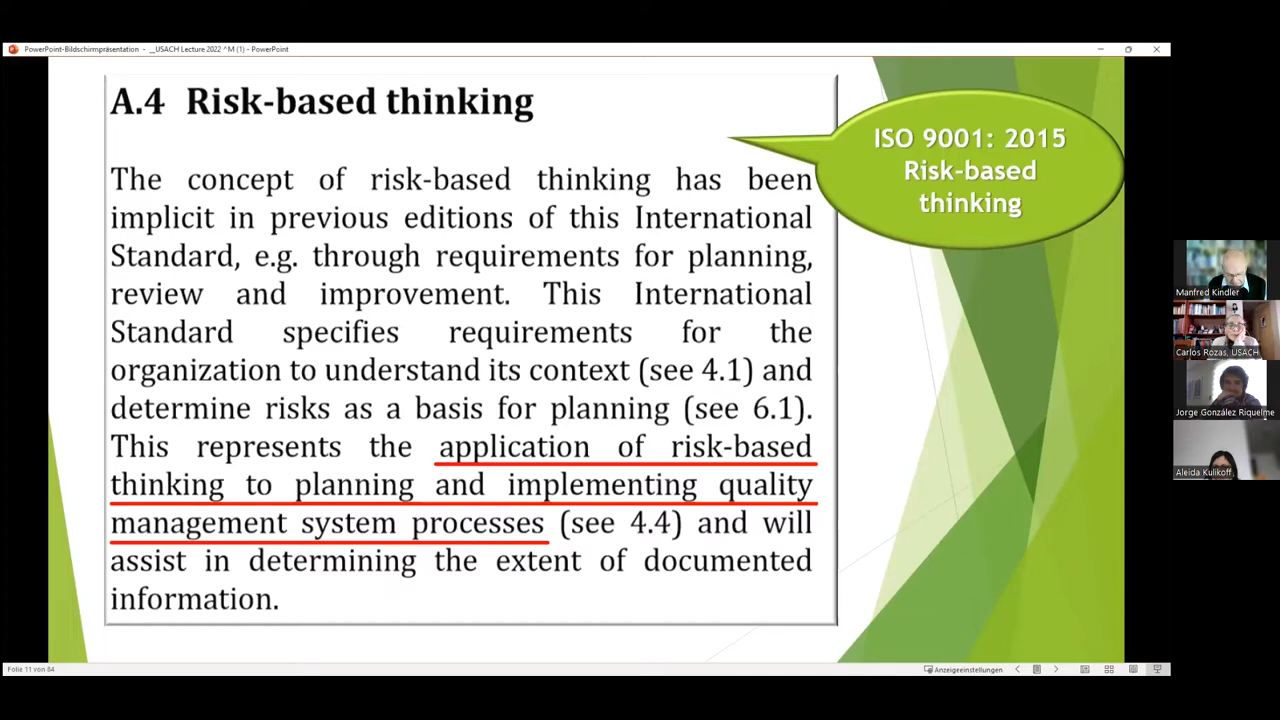 PowerPoint-Bildschirmpräsentation - __USACH Lecture 2022 ^M (1) - PowerPoint
A.4 Risk-based thinking
The concept of risk-based thinking has been
implicit in previous editions of this International
Standard, e.g. through requirements for planning,
review and improvement. This International
Standard specifies requirements for the
organization to understand its context (see 4.1) and
determine risks as a basis for planning (see 6.1).
This represents the application of risk-based
thinking to planning and implementing quality
management system processes (see 4.4) and will
assist in determining the extent of documented
information.
ISO 9001: 2015
Risk-based
thinking
Manfred Kindler
Carlos Rozas, USACH
Jorge González Riquelme
Aleida Kulikoff
Folie 11 von 84
Anzeigeeinstellungen